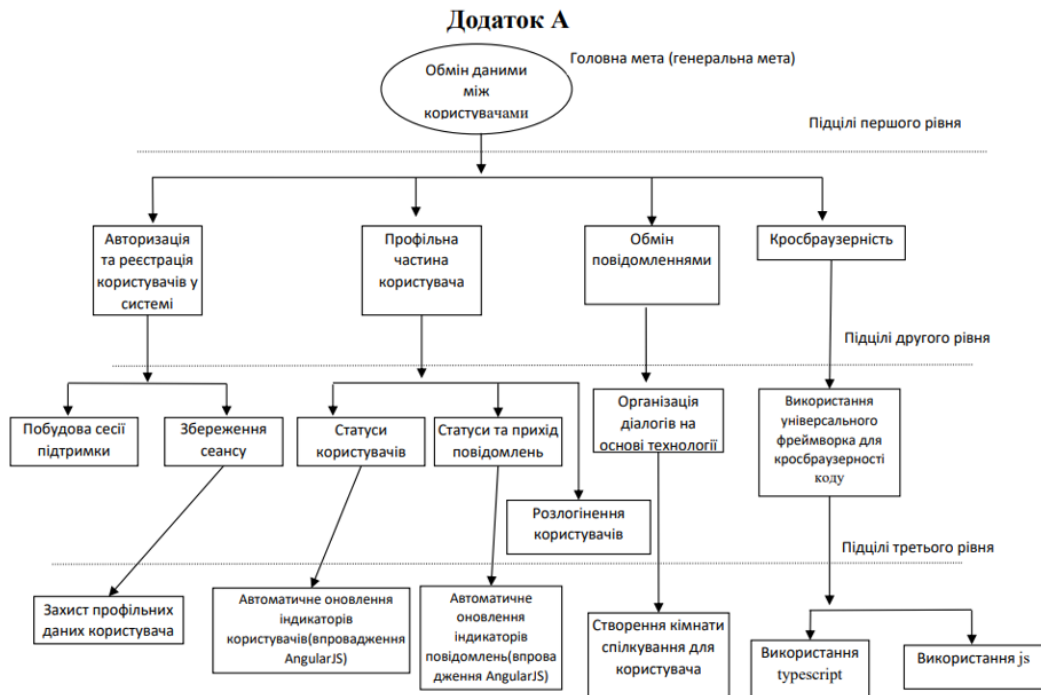 Додаток А
Головна мета (генеральна мета)
Обмін даними
між
користувачами
Підцілі першого рівня
Авторизація
та реєстрація
користувачів у
системі
Профільна
частина
користувача
Обмін
повідомленнями
Кросбраузерність
Підцілі другого рівня
Побудова сесії
підтримки
Збереження
сеансу
Статуси
користувачів
Статуси та прихід
повідомлень
Розлогінення
користувачів
Організація
діалогів на
основі технології
Використання
універсального
фреймворка для
кросбраузерності
коду
Підцілі третього рівня
Захист профільних
даних користувача
Автоматичне оновлення
індикаторів
користувачів(впровадження
AngularJS)
Автоматичне
оновлення
індикаторів
повідомлень(впрова
дження AngularJS)
Створення кімнати
спілкування для
користувача
Використання
typescript
Використання js